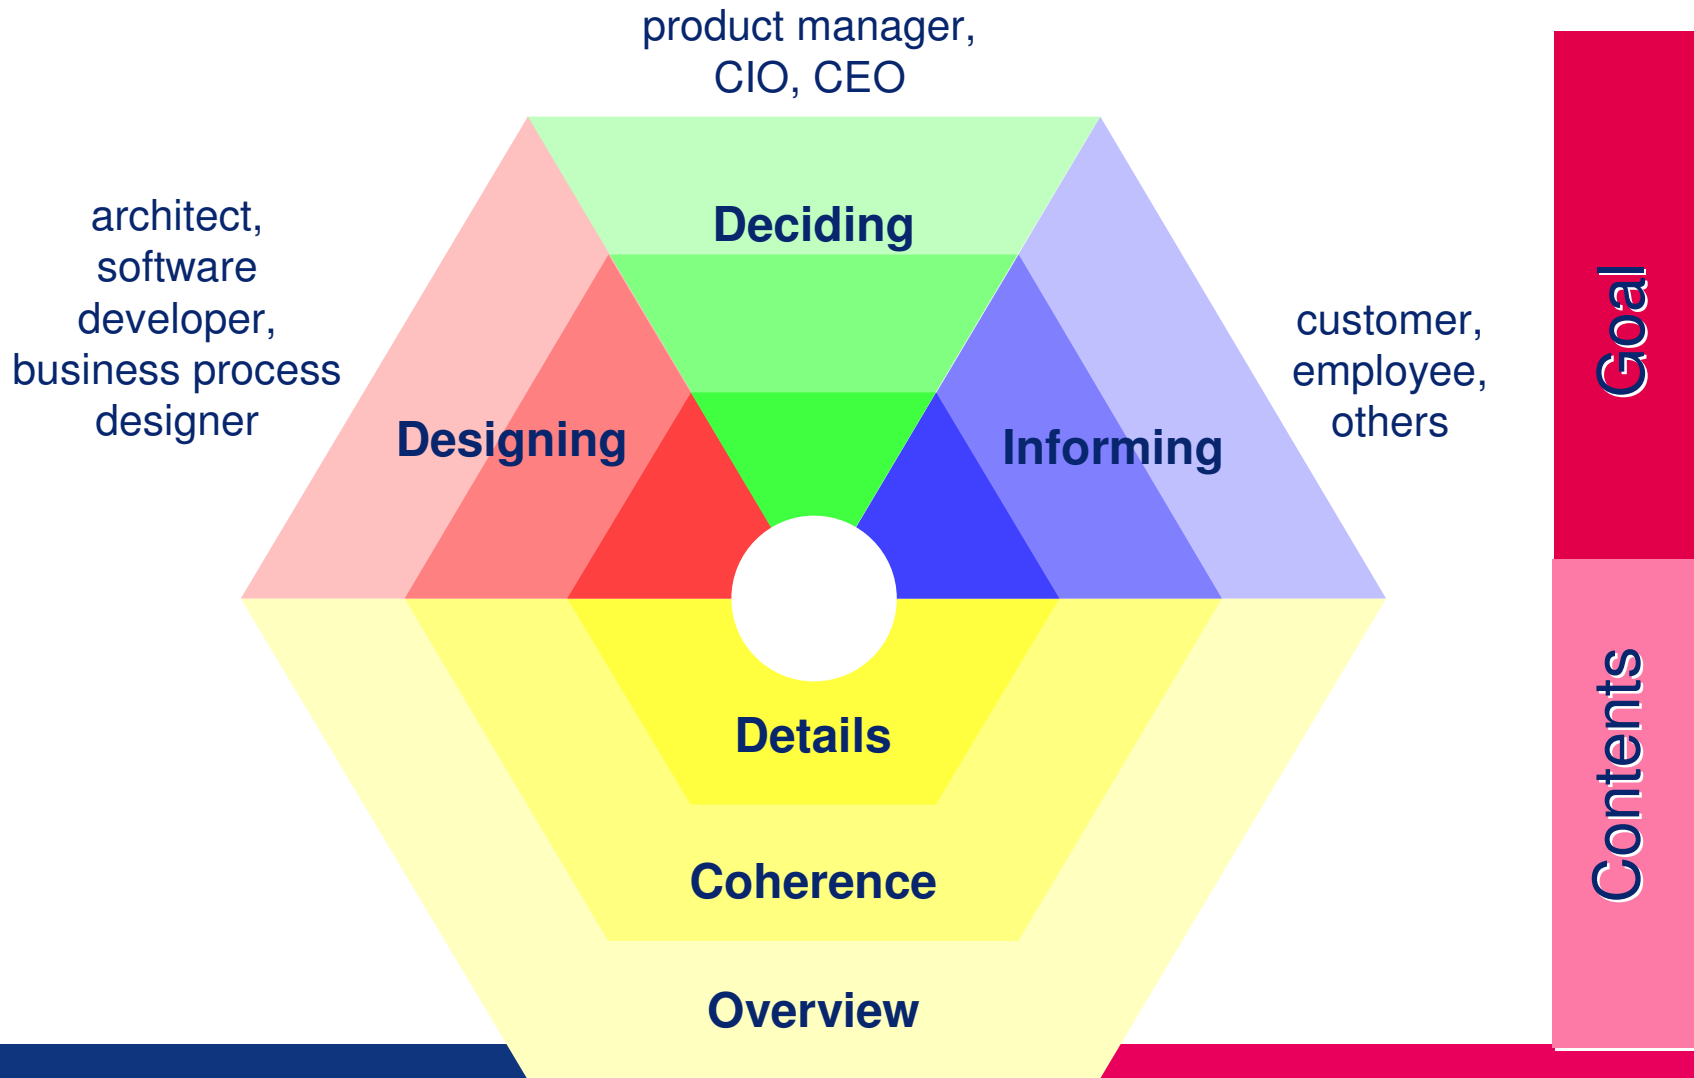 product manager,
CIO, CEO
architect,
software
developer,
business process
designer
Deciding
Designing
Informing
customer,
employee,
others
Details
Coherence
Overview
Goal
Contents